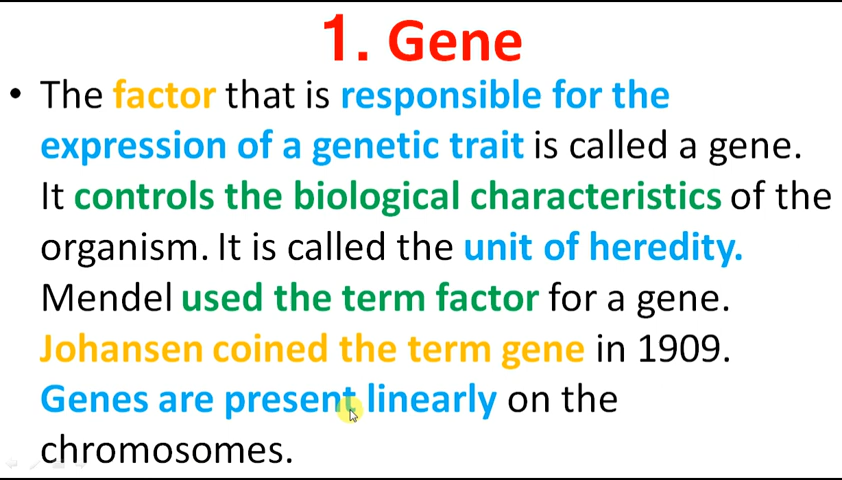 1. Gene
• The factor that is responsible for the
expression of a genetic trait is called a gene.
It controls the biological characteristics of the
organism. It is called the unit of heredity.
Mendel used the term factor for a gene.
Johansen coined the term gene in 1909.
Genes are present linearly on the
chromosomes.